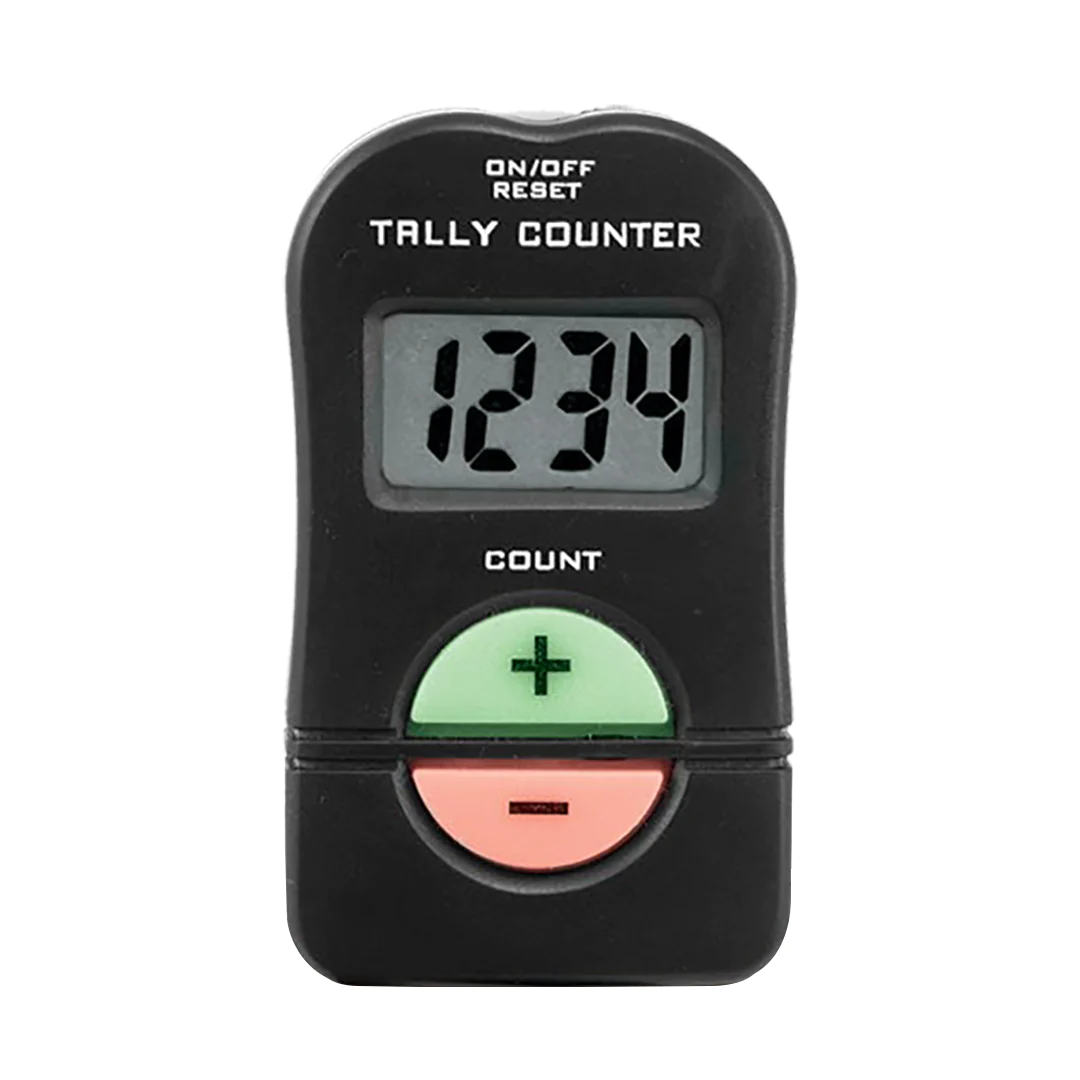 ON/OFF
RESET
TALLY COUNTER
1234
COUNT
+
-